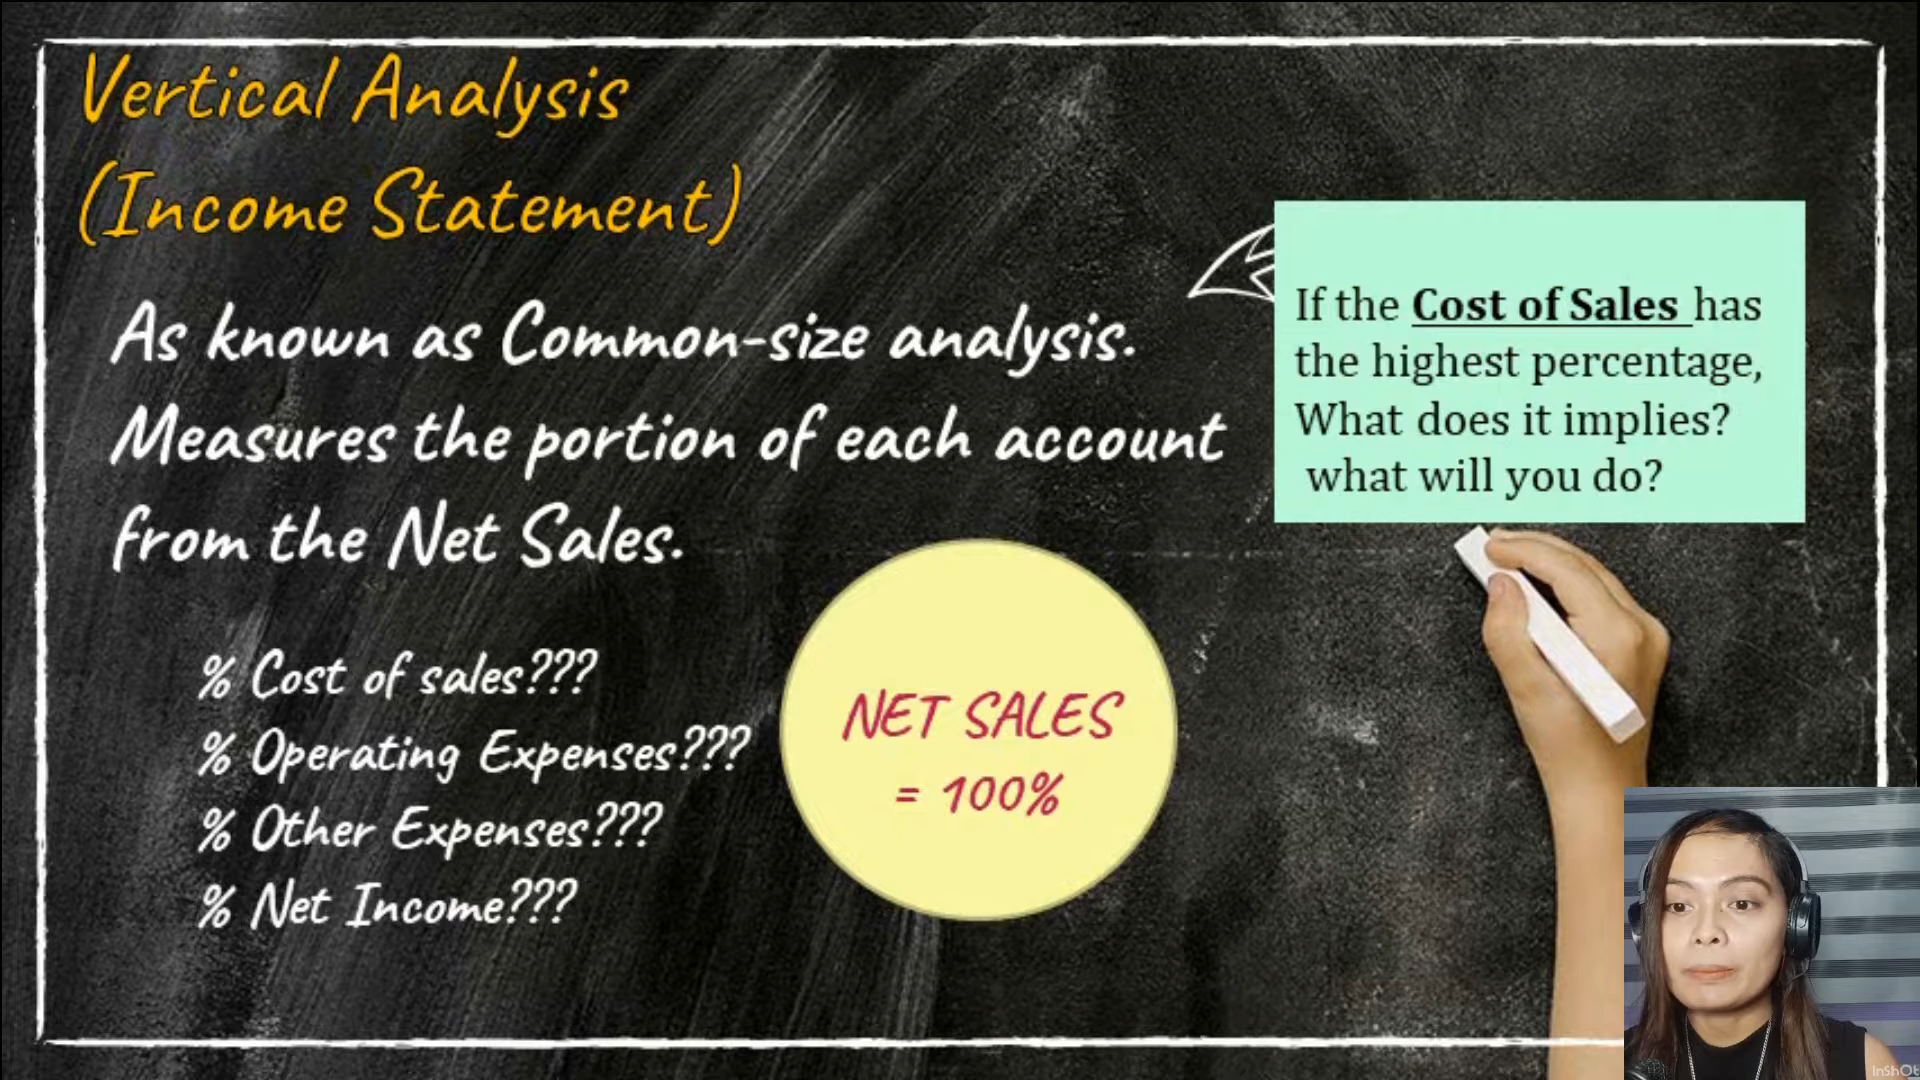 Vertical Analysis
(Income Statement)
As known as Common-size analysis.
Measures the portion of each account
from the Net Sales.
% Cost of sales???
% Operating Expenses???
% Other Expenses???
% Net Income???
NET SALES
= 100%
If the Cost of Sales has
the highest percentage,
What does it implies?
what will you do?
InShOt